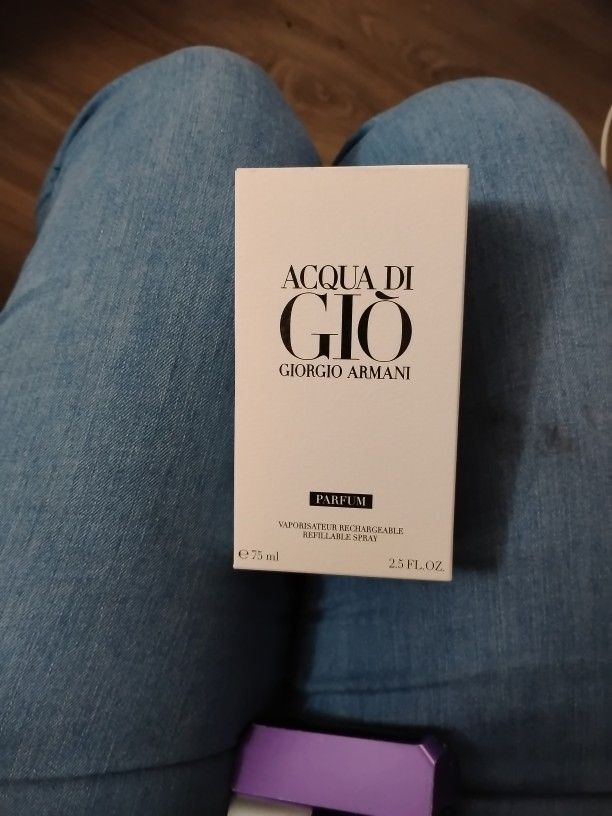 ACQUA DI
GIÒ
GIORGIO ARMANI
PARFUM
VAPORISATEUR RECHARGEABLE
REFILLABLE SPRAY
℮ 75 ml
2.5 FL.OZ.